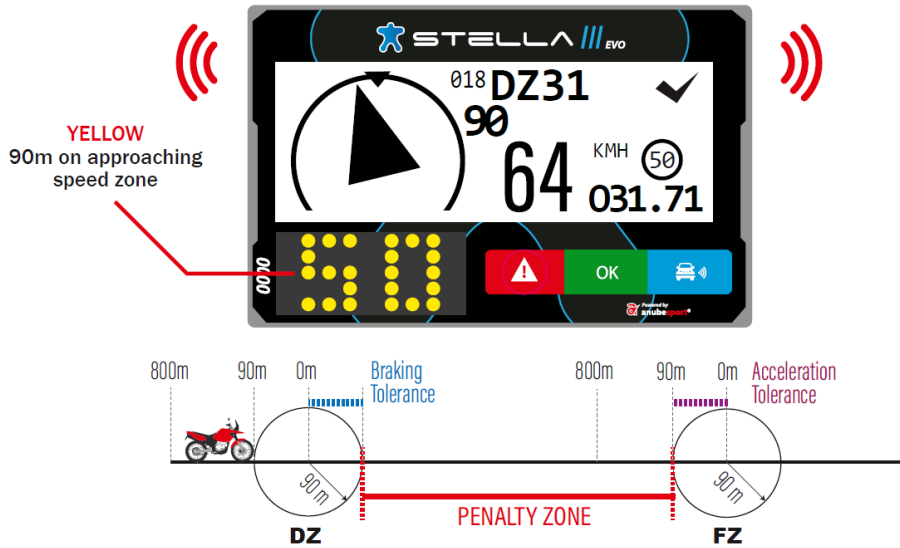 STELLA III EVO
YELLOW
90m on approaching
speed zone
018 DZ31
90
64 KMH 50
031.71
0000
50
! OK
Powered by
anubesport®
800m 90m 0m Braking
Tolerance
800m 90m 0m Acceleration
Tolerance
90 m
90 m
PENALTY ZONE
DZ
FZ